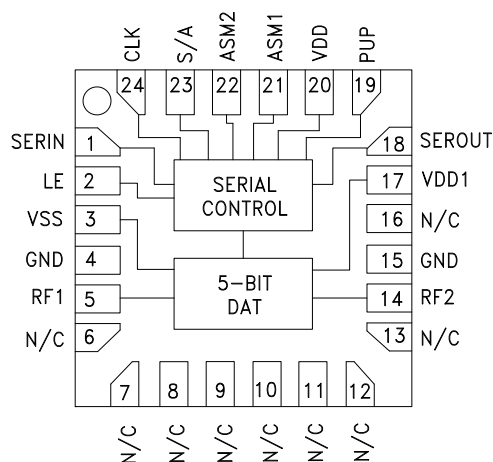 CLK
S/A
ASM2
ASM1
VDD
PUP
24
23
22
21
20
19
SERIN
1
18
SEROUT
LE
2
17
VDD1
VSS
3
16
N/C
GND
4
15
GND
RF1
5
14
RF2
N/C
6
13
N/C
SERIAL
CONTROL
5-BIT
DAT
7
8
9
10
11
12
N/C
N/C
N/C
N/C
N/C
N/C